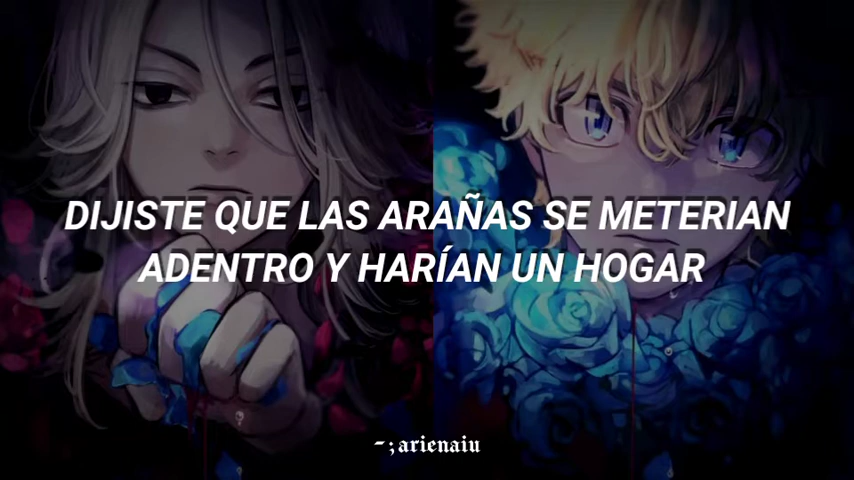 DIJISTE QUE LAS ARAÑAS SE METERIAN
ADENTRO Y HARÍAN UN HOGAR
~;arienaiu